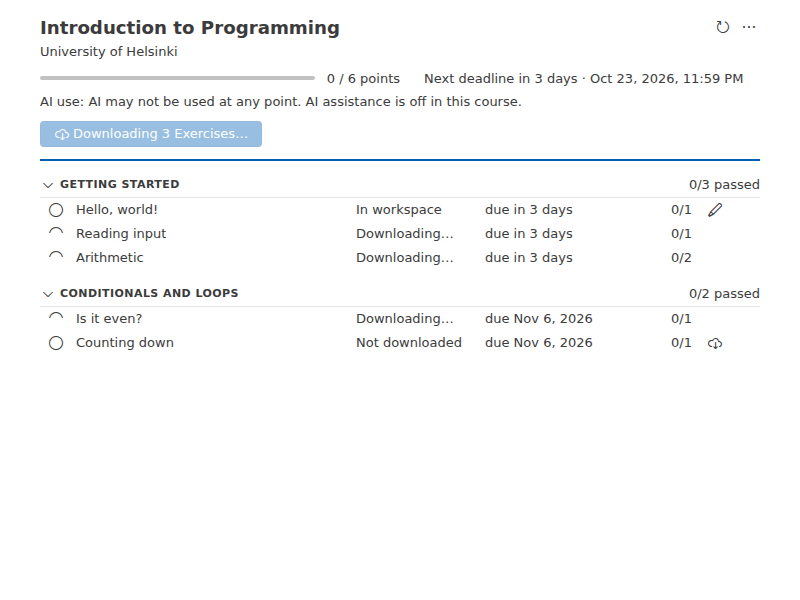 Introduction to Programming
University of Helsinki
0 / 6 points Next deadline in 3 days · Oct 23, 2026, 11:59 PM
AI use: AI may not be used at any point. AI assistance is off in this course.
Downloading 3 Exercises…
GETTING STARTED 0/3 passed
Hello, world! In workspace due in 3 days 0/1
Reading input Downloading… due in 3 days 0/1
Arithmetic Downloading… due in 3 days 0/2
CONDITIONALS AND LOOPS 0/2 passed
Is it even? Downloading… due Nov 6, 2026 0/1
Counting down Not downloaded due Nov 6, 2026 0/1